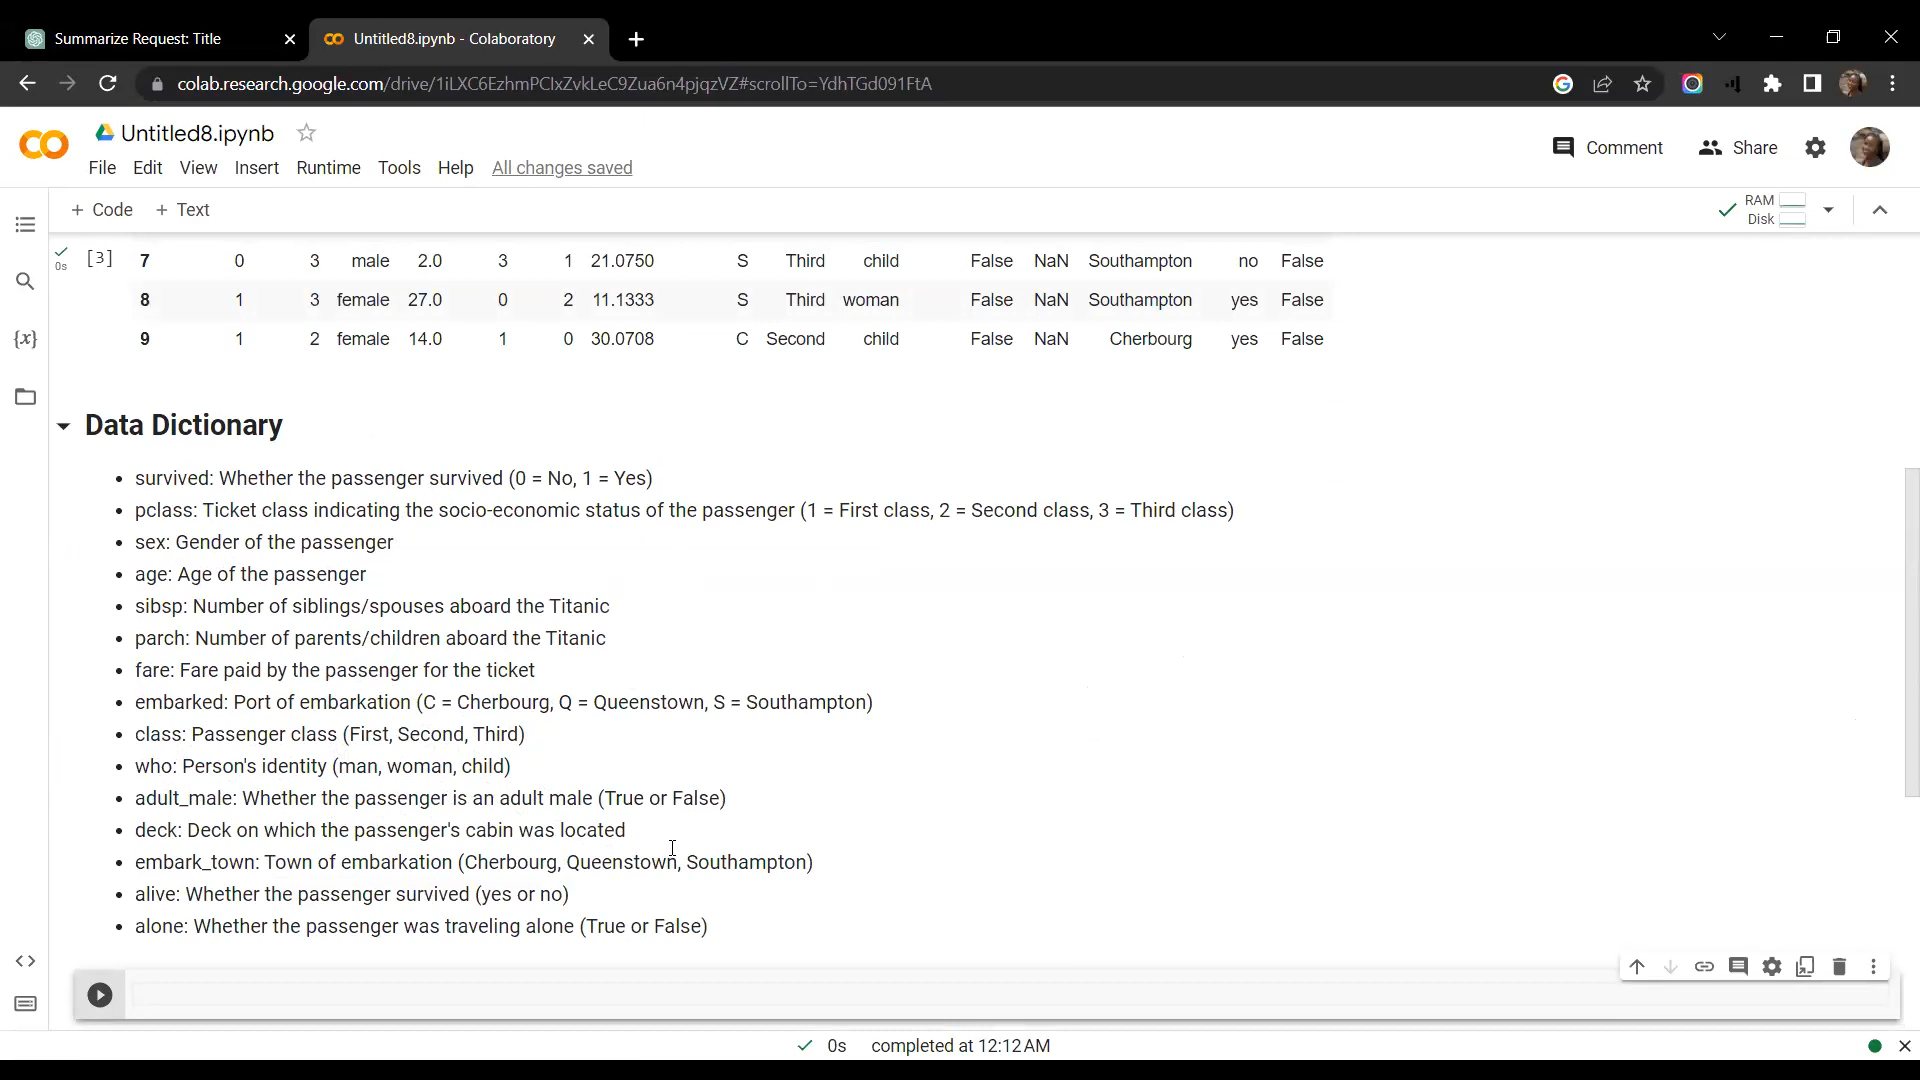 Summarize Request: Title
Untitled8.ipynb - Colaboratory
colab.research.google.com/drive/1iLXC6EzhmPCIxZvkLeC9Zua6n4pjqzVZ#scrollTo=YdhTGd091FtA
Untitled8.ipynb
Comment Share
File Edit View Insert Runtime Tools Help All changes saved
+ Code + Text
RAM
Disk
0s [3] 7 0 3 male 2.0 3 1 21.0750 S Third child False NaN Southampton no False
8 1 3 female 27.0 0 2 11.1333 S Third woman False NaN Southampton yes False
9 1 2 female 14.0 1 0 30.0708 C Second child False NaN Cherbourg yes False
{x}
Data Dictionary
• survived: Whether the passenger survived (0 = No, 1 = Yes)
• pclass: Ticket class indicating the socio-economic status of the passenger (1 = First class, 2 = Second class, 3 = Third class)
• sex: Gender of the passenger
• age: Age of the passenger
• sibsp: Number of siblings/spouses aboard the Titanic
• parch: Number of parents/children aboard the Titanic
• fare: Fare paid by the passenger for the ticket
• embarked: Port of embarkation (C = Cherbourg, Q = Queenstown, S = Southampton)
• class: Passenger class (First, Second, Third)
• who: Person's identity (man, woman, child)
• adult_male: Whether the passenger is an adult male (True or False)
• deck: Deck on which the passenger's cabin was located
• embark_town: Town of embarkation (Cherbourg, Queenstown, Southampton)
• alive: Whether the passenger survived (yes or no)
• alone: Whether the passenger was traveling alone (True or False)
0s completed at 12:12 AM